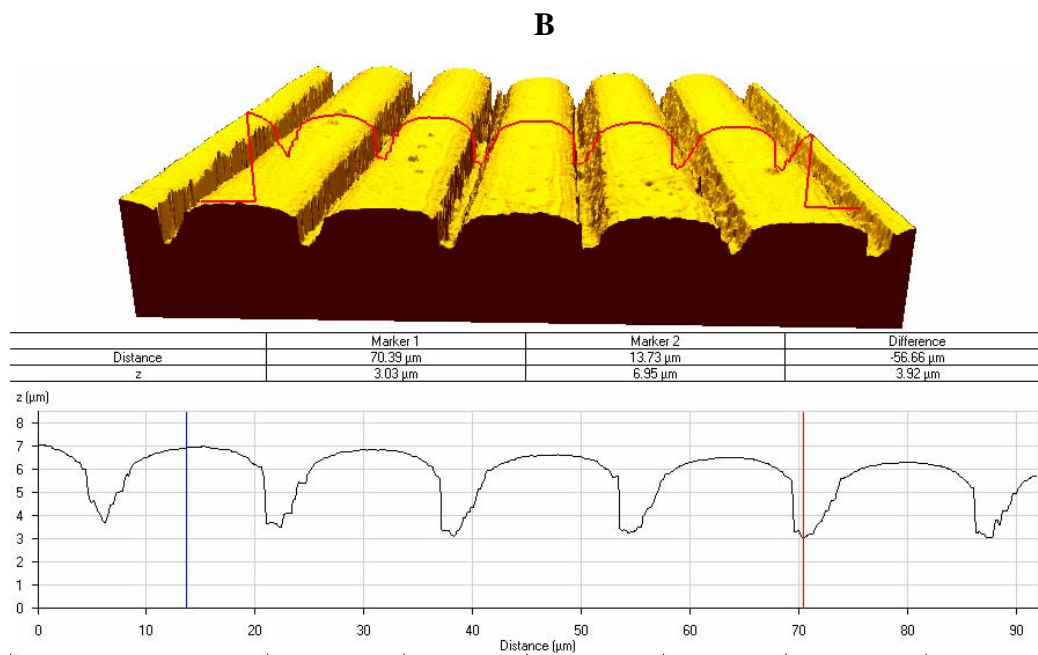 B
Marker 1 Marker 2 Difference
Distance 70.39 µm 13.73 µm -56.66 µm
z 3.03 µm 6.95 µm 3.92 µm
z (µm)
8
7
6
5
4
3
2
1
0
0 10 20 30 40 50 60 70 80 90
Distance (µm)